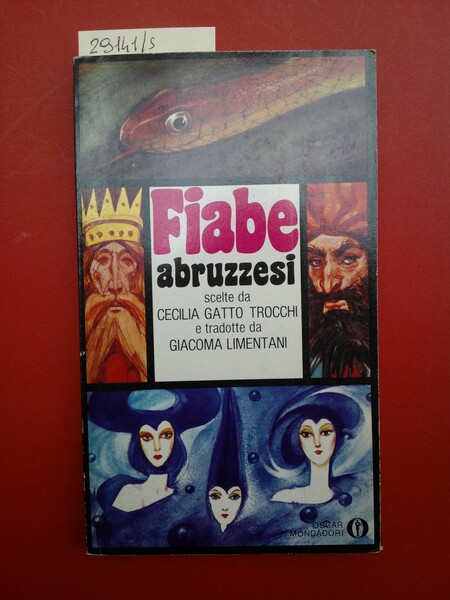 29141/s
Fiabe
abruzzesi
scelte da
CECILIA GATTO TROCCHI
e tradotte da
GIACOMA LIMENTANI
OSCAR
MONDADORI